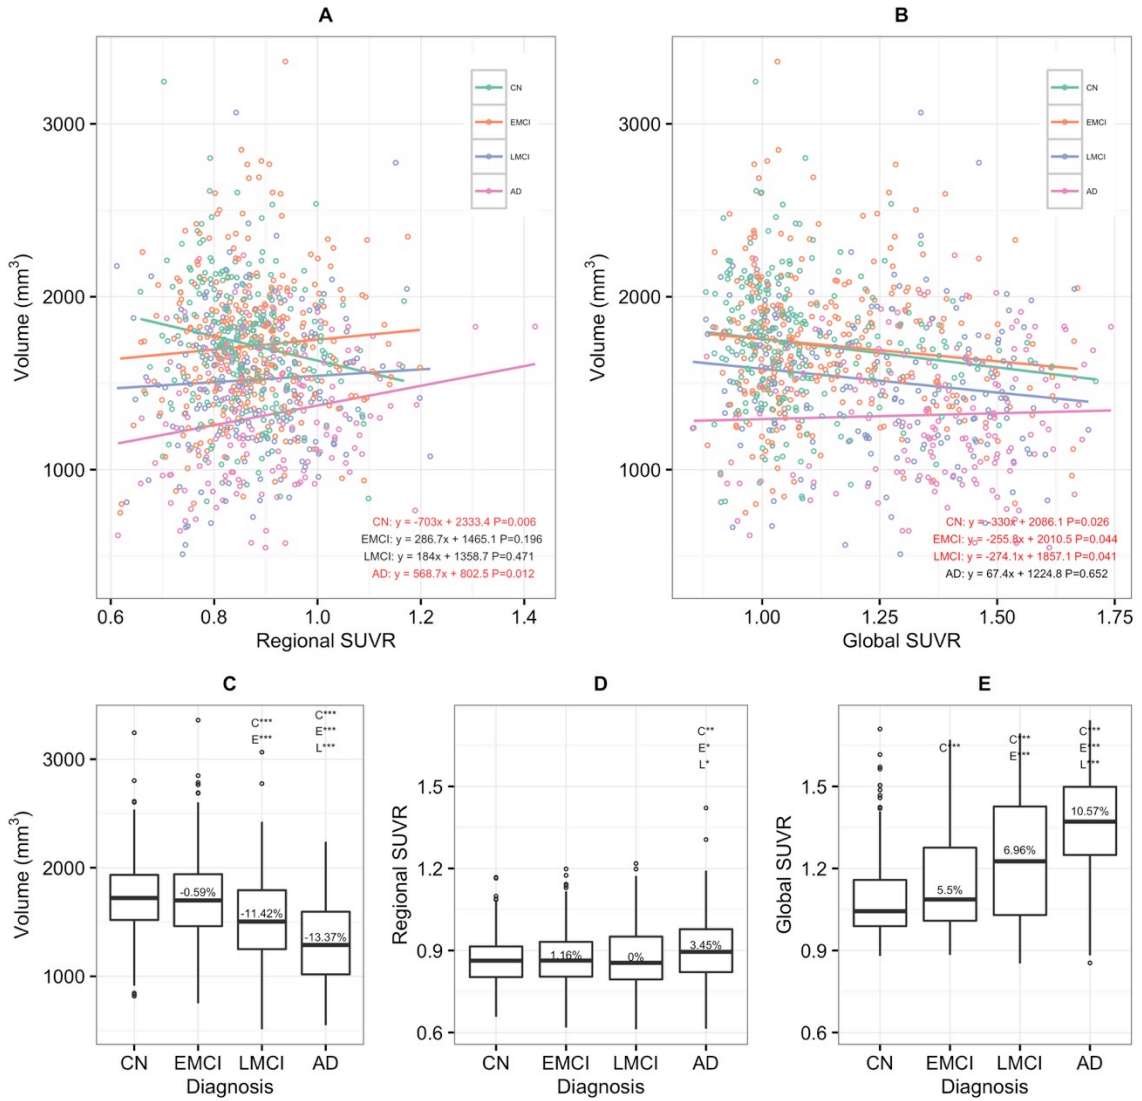 A
B
3000
2000
1000
Volume (mm³)
CN
EMCI
LMCI
AD
CN: y = -703x + 2333.4 P=0.006
EMCI: y = 286.7x + 1465.1 P=0.196
LMCI: y = 184x + 1358.7 P=0.471
AD: y = 568.7x + 802.5 P=0.012
0.6 0.8 1.0 1.2 1.4
Regional SUVR
3000
2000
1000
Volume (mm³)
CN
EMCI
LMCI
AD
CN: y = -330x + 2086.1 P=0.026
EMCI: y = -255.8x + 2010.5 P=0.044
LMCI: y = -274.1x + 1857.1 P=0.041
AD: y = 67.4x + 1224.8 P=0.652
1.00 1.25 1.50 1.75
Global SUVR
C
D
E
3000
2000
1000
Volume (mm³)
C***
E***
C***
E***
L***
-0.59%
-11.42%
-13.37%
CN EMCI LMCI AD
Diagnosis
1.5
1.2
0.9
0.6
Regional SUVR
C**
E*
L*
1.16%
0%
3.45%
CN EMCI LMCI AD
Diagnosis
1.5
1.2
0.9
0.6
Global SUVR
C***
C***
E***
C***
E***
L***
5.5%
6.96%
10.57%
CN EMCI LMCI AD
Diagnosis